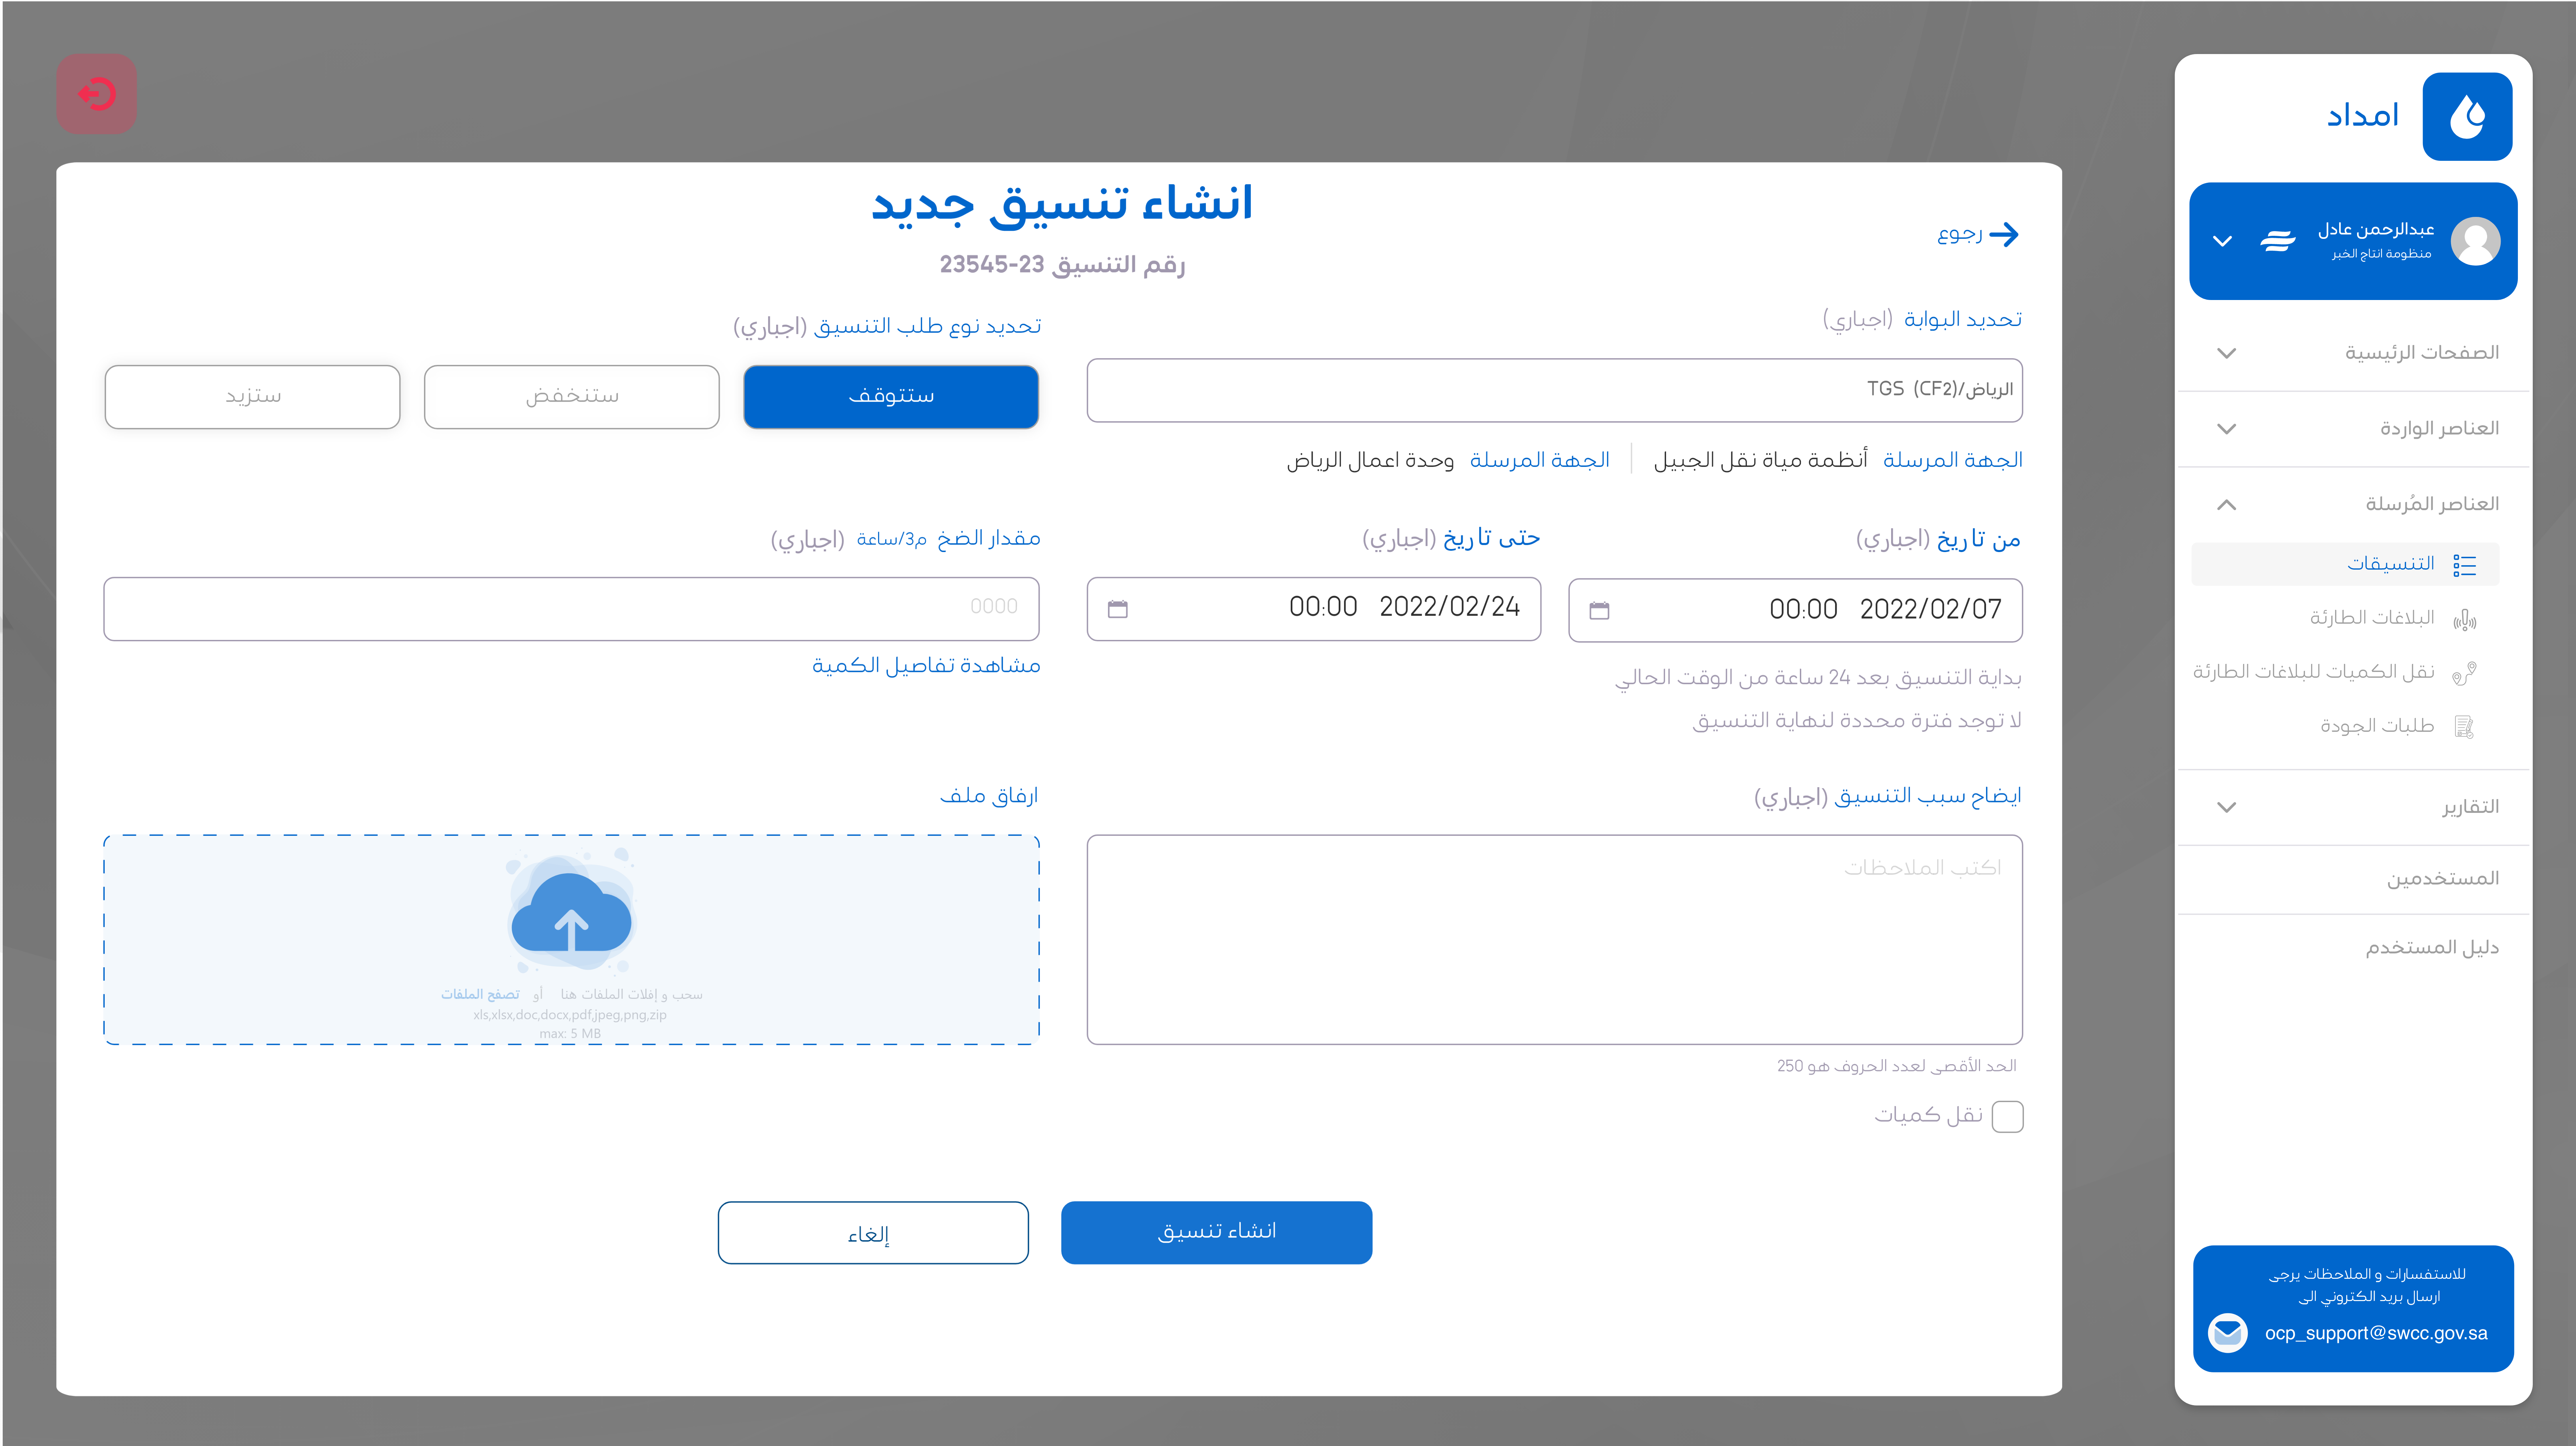 امداد
عبدالرحمن عادل
منظومة انتاج الخبر
الصفحات الرئيسية
العناصر الواردة
العناصر المُرسلة
التنسيقات
البلاغات الطارئة
نقل الكميات للبلاغات الطارئة
طلبات الجودة
التقارير
المستخدمين
دليل المستخدم
للاستفسارات و الملاحظات يرجى
ارسال بريد الكتروني الى
ocp_support@swcc.gov.sa
انشاء تنسيق جديد
رجوع
رقم التنسيق 23-23545
تحديد البوابة (اجباري)
تحديد نوع طلب التنسيق (اجباري)
الرياض/TGS (CF2)
ستتوقف
ستنخفض
ستزيد
الجهة المرسلة أنظمة مياة نقل الجبيل
الجهة المرسلة وحدة اعمال الرياض
من تاريخ (اجباري)
حتى تاريخ (اجباري)
مقدار الضخ م3/ساعة (اجباري)
2022/02/07 00:00
2022/02/24 00:00
0000
مشاهدة تفاصيل الكمية
بداية التنسيق بعد 24 ساعة من الوقت الحالي
لا توجد فترة محددة لنهاية التنسيق
ايضاح سبب التنسيق (اجباري)
ارفاق ملف
اكتب الملاحظات
سحب و إفلات الملفات هنا أو تصفح الملفات
xls,xlsx,doc,docx,pdf,jpeg,png,zip
max: 5 MB
الحد الأقصى لعدد الحروف هو 250
نقل كميات
انشاء تنسيق
إلغاء